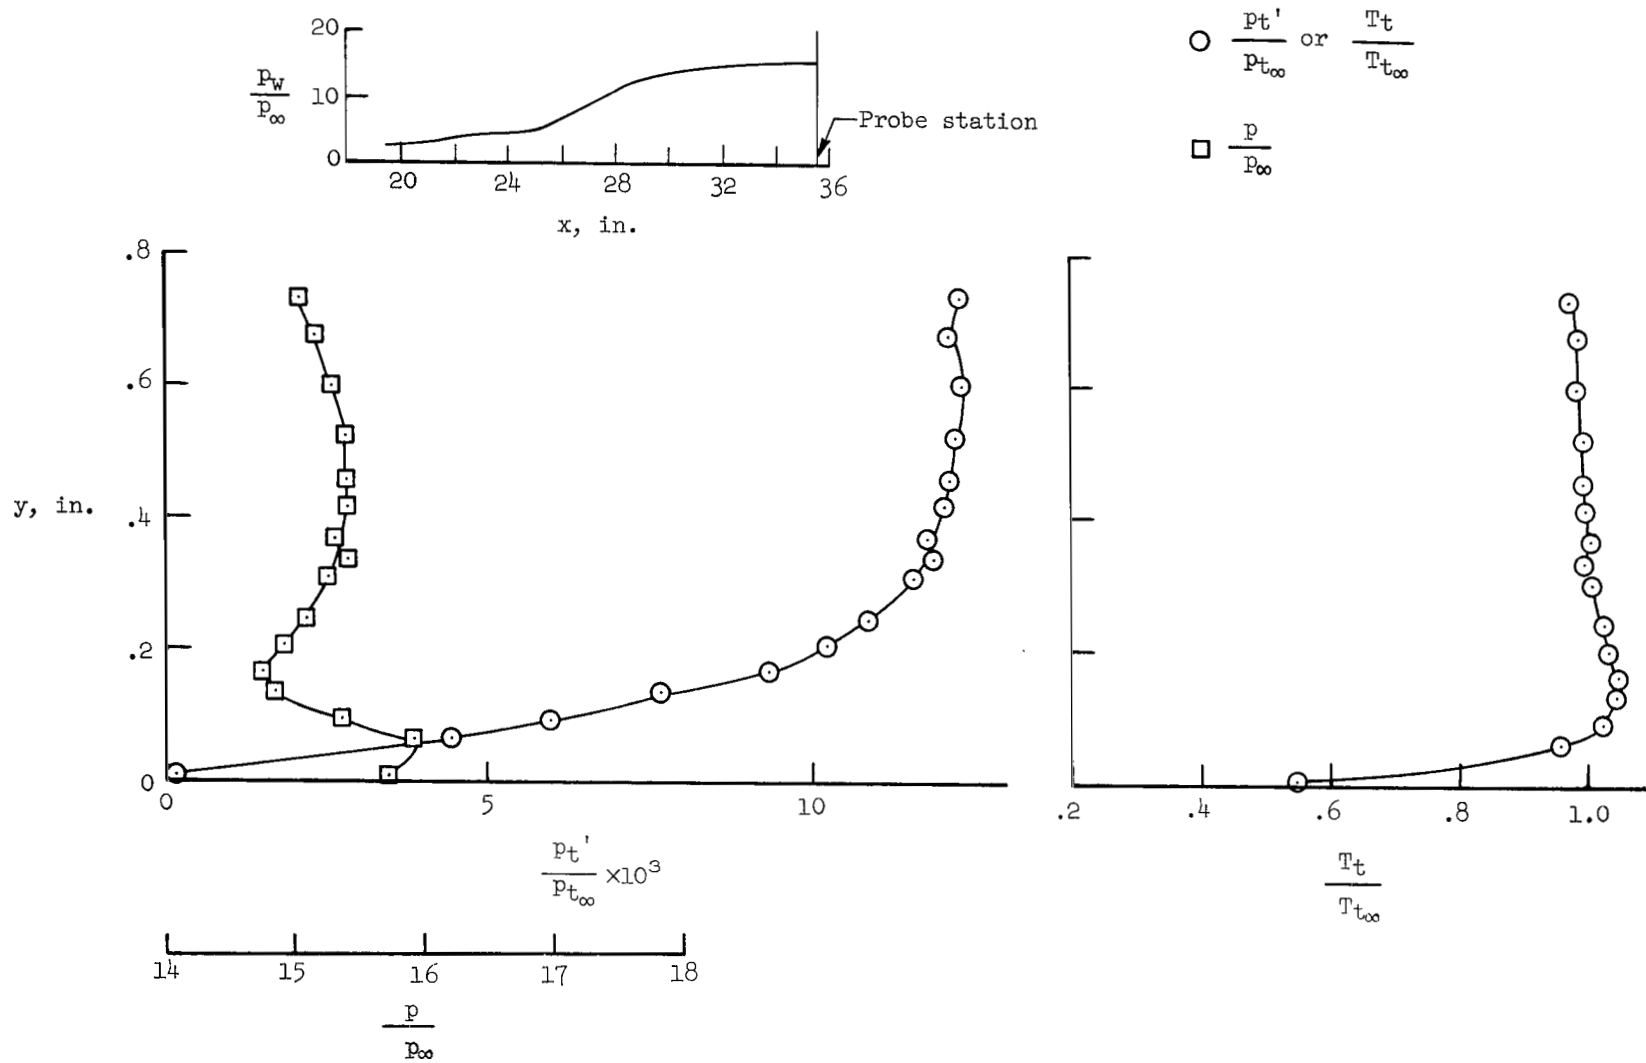 20
10
0
p_w
p_∞
20 24 28 32 36
x, in.
Probe station
p_t'
p_t∞
or
T_t
T_t∞
p
p_∞
.8
.6
.4
.2
0
y, in.
0 5 10
p_t'
p_t∞
×10³
14 15 16 17 18
p
p_∞
.2 .4 .6 .8 1.0
T_t
T_t∞